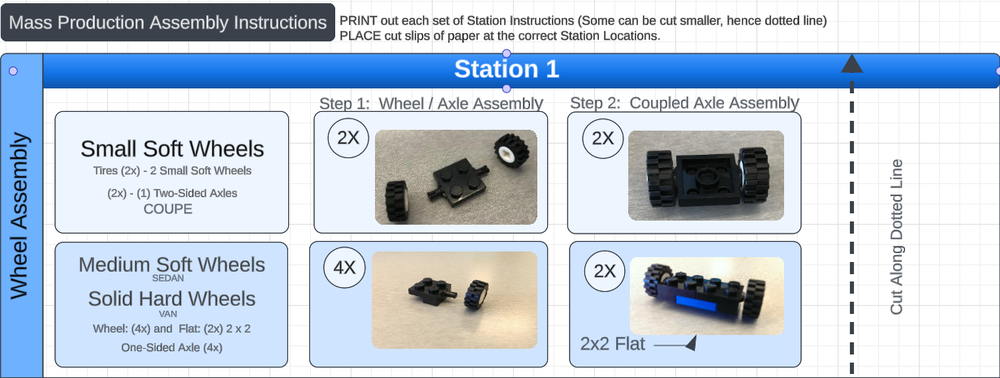 Mass Production Assembly Instructions
PRINT out each set of Station Instructions (Some can be cut smaller, hence dotted line)
PLACE cut slips of paper at the correct Station Locations.
Station 1
Wheel Assembly
Step 1: Wheel / Axle Assembly
Step 2: Coupled Axle Assembly
Small Soft Wheels
Tires (2x) - 2 Small Soft Wheels
(2x) - (1) Two-Sided Axles
COUPE
2X
2X
Medium Soft Wheels
SEDAN
Solid Hard Wheels
VAN
Wheel: (4x) and Flat: (2x) 2 x 2
One-Sided Axle (4x)
4X
2X
2x2 Flat
Cut Along Dotted Line